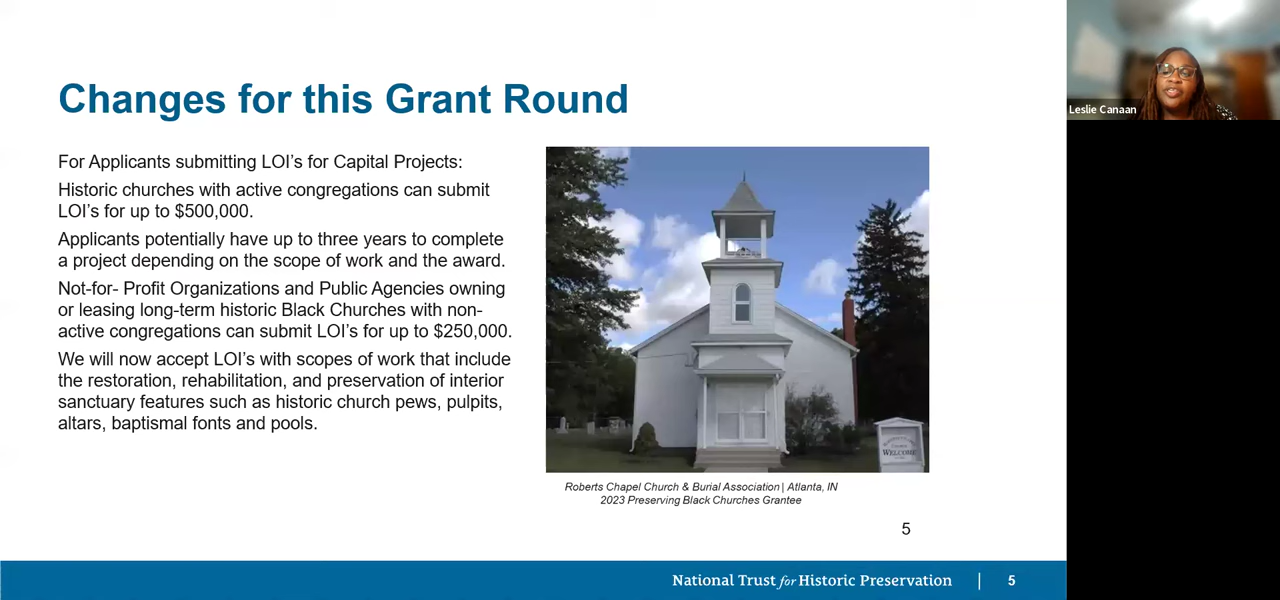 Changes for this Grant Round
For Applicants submitting LOI's for Capital Projects:
Historic churches with active congregations can submit
LOI's for up to $500,000.
Applicants potentially have up to three years to complete
a project depending on the scope of work and the award.
Not-for- Profit Organizations and Public Agencies owning
or leasing long-term historic Black Churches with non-
active congregations can submit LOI's for up to $250,000.
We will now accept LOI's with scopes of work that include
the restoration, rehabilitation, and preservation of interior
sanctuary features such as historic church pews, pulpits,
altars, baptismal fonts and pools.
WELCOME
Roberts Chapel Church & Burial Association | Atlanta, IN
2023 Preserving Black Churches Grantee
5
National Trust for Historic Preservation | 5
Leslie Canaan